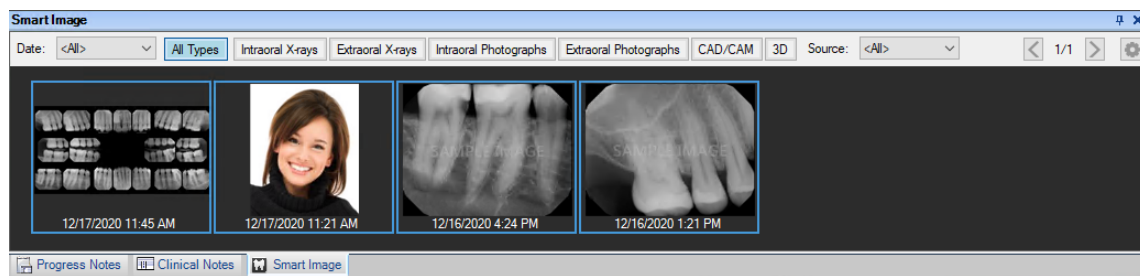 Smart Image
Date: <All> All Types Intraoral X-rays Extraoral X-rays Intraoral Photographs Extraoral Photographs CAD/CAM 3D Source: <All> 1/1
SAMPLE IMAGE SAMPLE IMAGE
12/17/2020 11:45 AM 12/17/2020 11:21 AM 12/16/2020 4:24 PM 12/16/2020 1:21 PM
Progress Notes Clinical Notes Smart Image